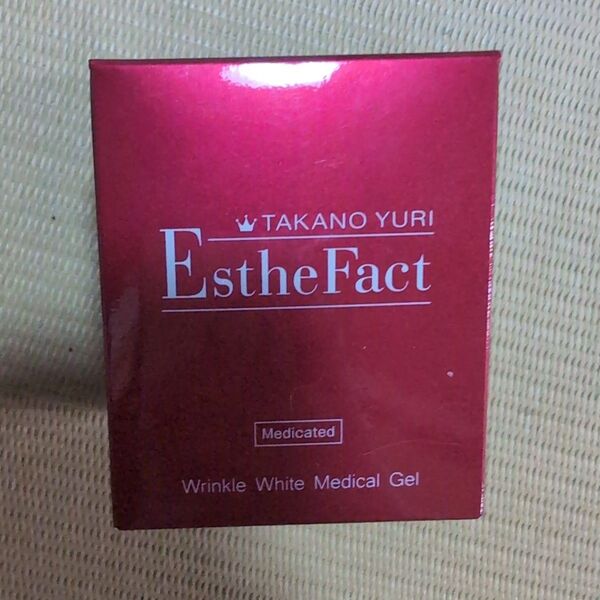 TAKANO YURI
EstheFact
Medicated
Wrinkle White Medical Gel